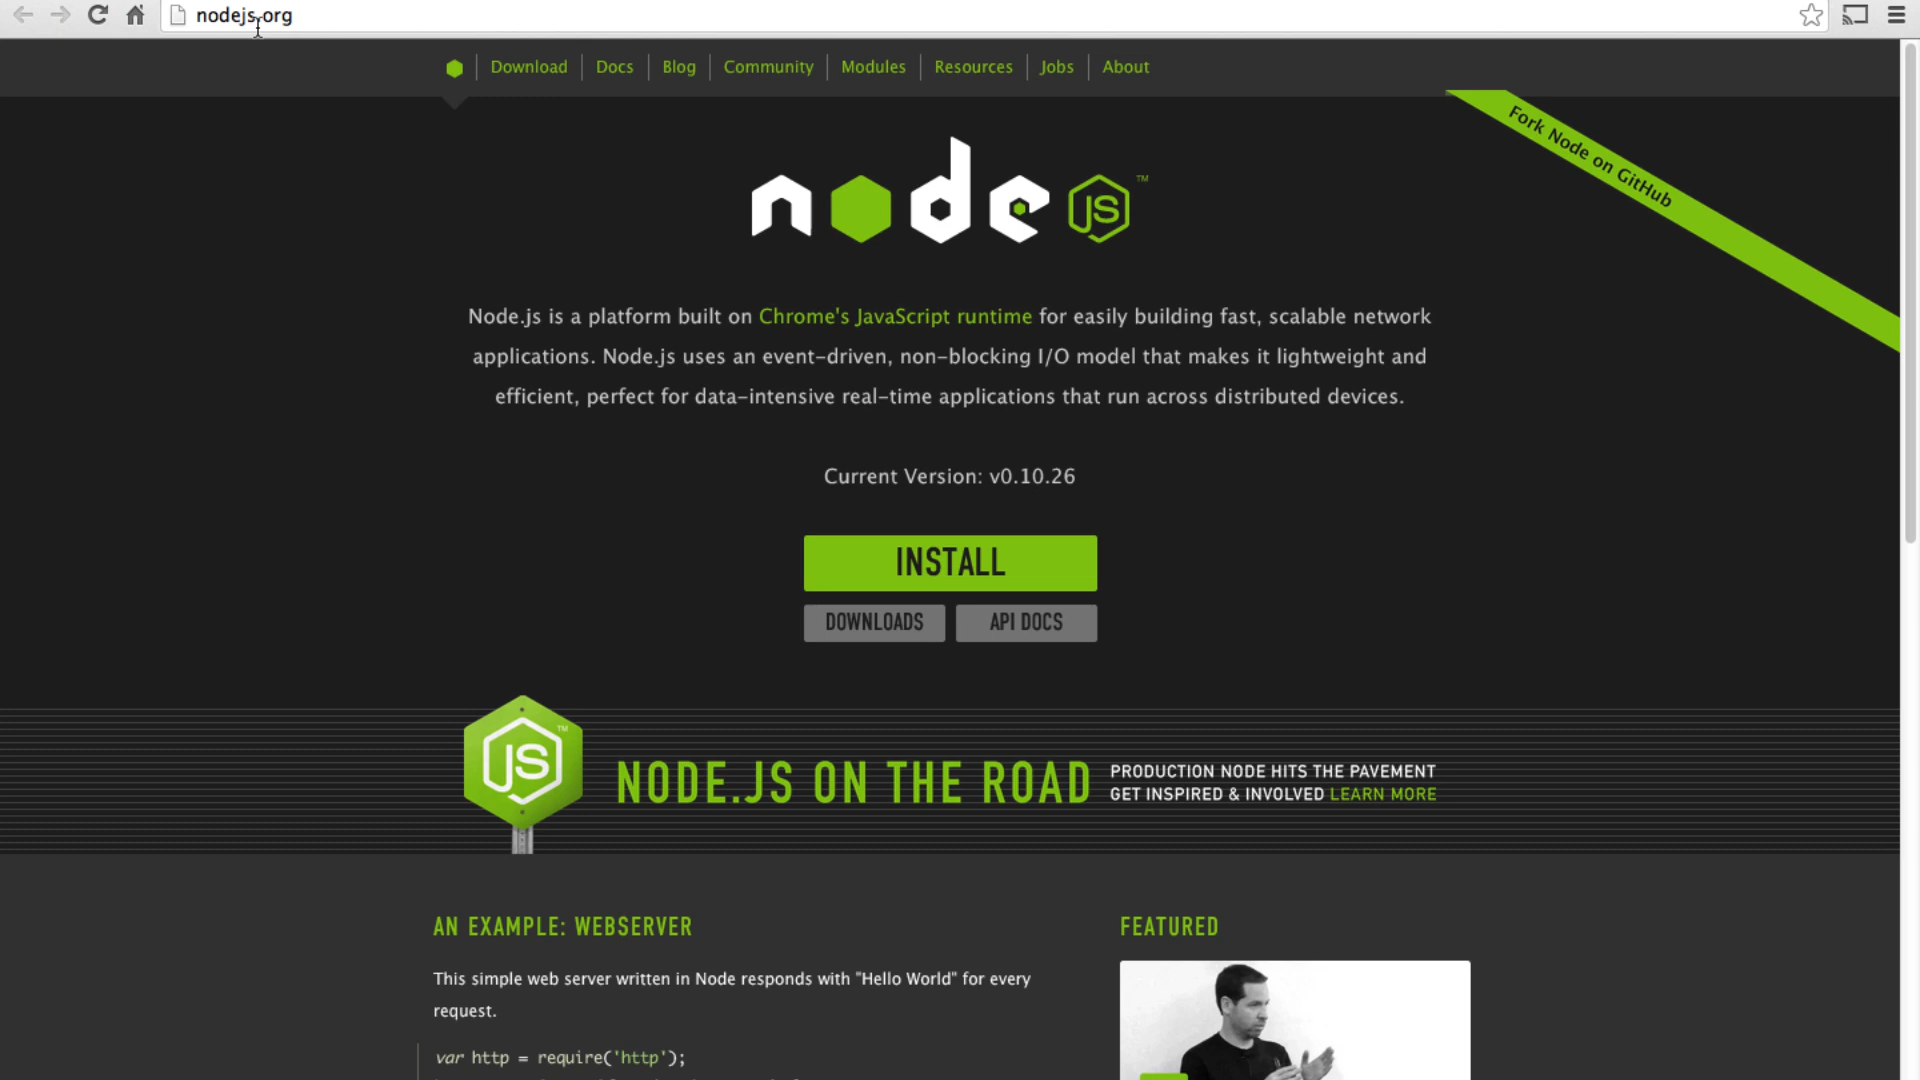 nodejs.org
Download Docs Blog Community Modules Resources Jobs About
Fork Node on GitHub
node JS ™
Node.js is a platform built on Chrome's JavaScript runtime for easily building fast, scalable network
applications. Node.js uses an event-driven, non-blocking I/O model that makes it lightweight and
efficient, perfect for data-intensive real-time applications that run across distributed devices.
Current Version: v0.10.26
INSTALL
DOWNLOADS API DOCS
JS ™
NODE.JS ON THE ROAD
PRODUCTION NODE HITS THE PAVEMENT
GET INSPIRED & INVOLVED LEARN MORE
AN EXAMPLE: WEBSERVER
This simple web server written in Node responds with "Hello World" for every
request.
var http = require('http');
FEATURED